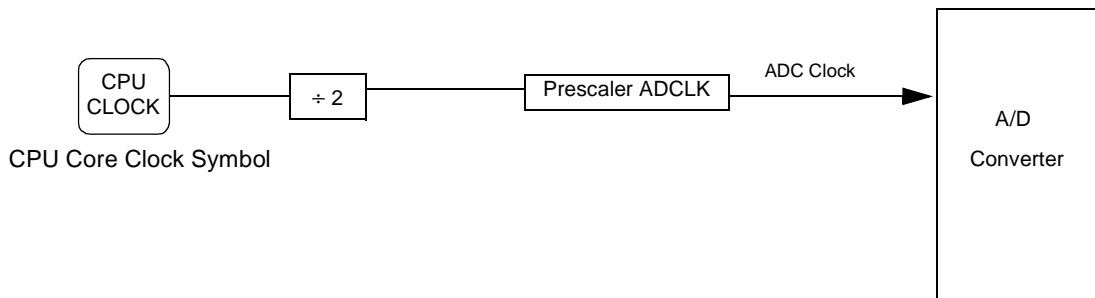 CPU
CLOCK
÷ 2
Prescaler ADCLK
ADC Clock
A/D
Converter
CPU Core Clock Symbol